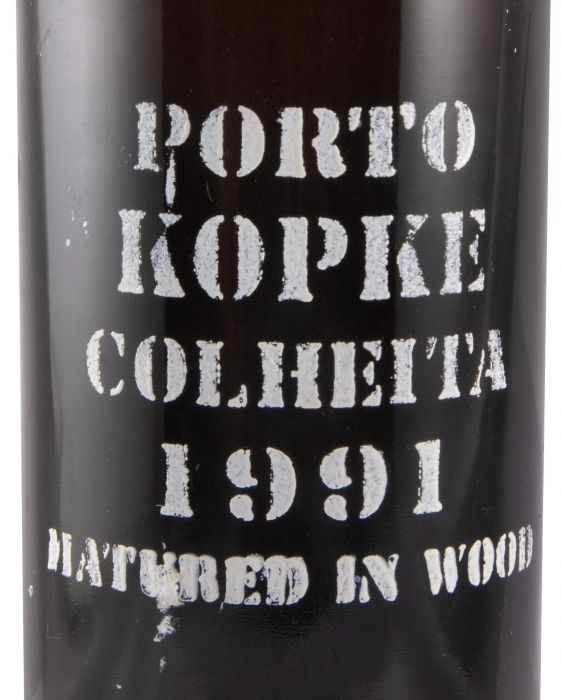 PORTO
KOPKE
COLHEITA
1991
MATURED IN WOOD